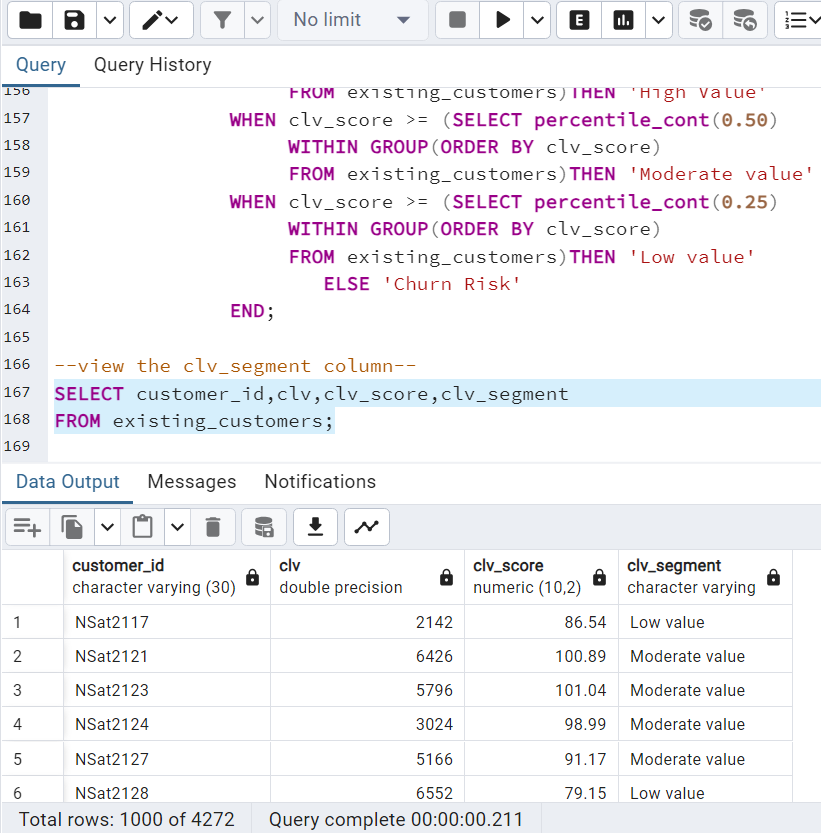 No limit
E
Query Query History
156 FROM existing_customers)THEN 'High Value'
157 WHEN clv_score >= (SELECT percentile_cont(0.50)
158 WITHIN GROUP(ORDER BY clv_score)
159 FROM existing_customers)THEN 'Moderate value'
160 WHEN clv_score >= (SELECT percentile_cont(0.25)
161 WITHIN GROUP(ORDER BY clv_score)
162 FROM existing_customers)THEN 'Low value'
163 ELSE 'Churn Risk'
164 END;
165
166 --view the clv_segment column--
167 SELECT customer_id,clv,clv_score,clv_segment
168 FROM existing_customers;
169
Data Output Messages Notifications
customer_id clv clv_score clv_segment
character varying (30) double precision numeric (10,2) character varying
1 NSat2117 2142 86.54 Low value
2 NSat2121 6426 100.89 Moderate value
3 NSat2123 5796 101.04 Moderate value
4 NSat2124 3024 98.99 Moderate value
5 NSat2127 5166 91.17 Moderate value
6 NSat2128 6552 79.15 Low value
Total rows: 1000 of 4272 Query complete 00:00:00.211